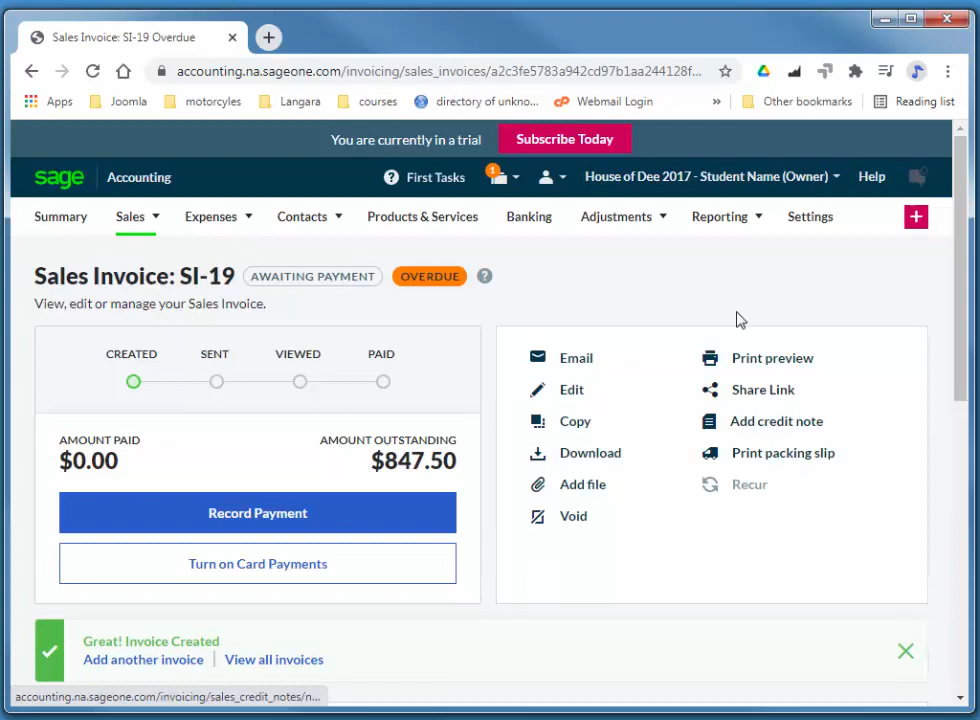 Sales Invoice: SI-19 Overdue
accounting.na.sageone.com/invoicing/sales_invoices/a2c3fe5783a942cd97b1aa244128f...
Apps Joomla motorcyles Langara courses directory of unkno... Webmail Login » Other bookmarks Reading list
You are currently in a trial Subscribe Today
sage Accounting First Tasks 1 House of Dee 2017 - Student Name (Owner) Help
Summary Sales Expenses Contacts Products & Services Banking Adjustments Reporting Settings
Sales Invoice: SI-19 AWAITING PAYMENT OVERDUE ?
View, edit or manage your Sales Invoice.
CREATED SENT VIEWED PAID
AMOUNT PAID AMOUNT OUTSTANDING
$0.00 $847.50
Record Payment
Turn on Card Payments
Email Print preview
Edit Share Link
Copy Add credit note
Download Print packing slip
Add file Recur
Void
Great! Invoice Created
Add another invoice View all invoices
accounting.na.sageone.com/invoicing/sales_credit_notes/n...